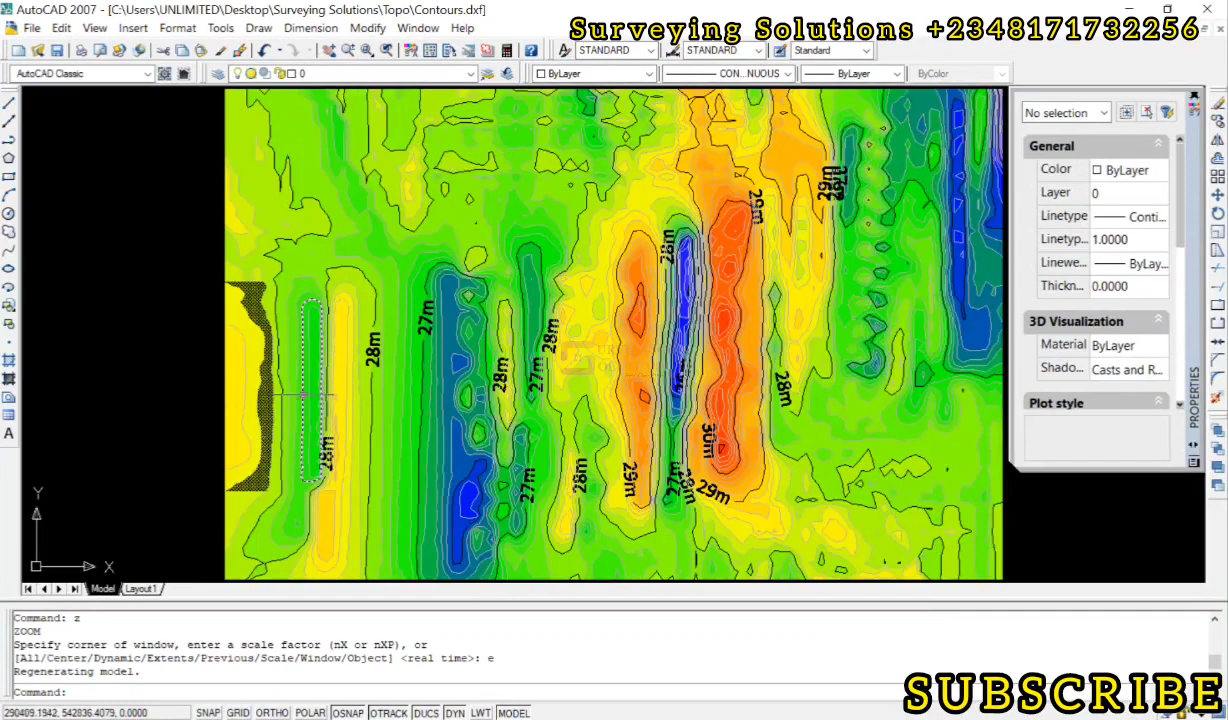 AutoCAD 2007 - [C:\Users\UNLIMITED\Desktop\Surveying Solutions\Topo\Contours.dxf]
Surveying Solutions +2348171732256
File Edit View Insert Format Tools Draw Dimension Modify Window Help
STANDARD STANDARD Standard
AutoCAD Classic 0 ByLayer CON...NUOUS ByLayer ByColor
No selection
General
Color ByLayer
Layer 0
Linetype Conti...
Linetyp... 1.0000
Linewe... ByLay...
Thickn... 0.0000
3D Visualization
Material ByLayer
Shado... Casts and R...
Plot style
PROPERTIES
29m
29m
28m
27m
28m
28m
28m
27m
28m
28m
30m
29m
27m
28m
27m
28m
29m
Y
X
Model Layout1
Command: z
ZOOM
Specify corner of window, enter a scale factor (nX or nXP), or
[All/Center/Dynamic/Extents/Previous/Scale/Window/Object] <real time>: e
Regenerating model.
Command:
SUBSCRIBE
290409.1942, 542836.4079, 0.0000 SNAP GRID ORTHO POLAR OSNAP OTRACK DUCS DYN LWT MODEL